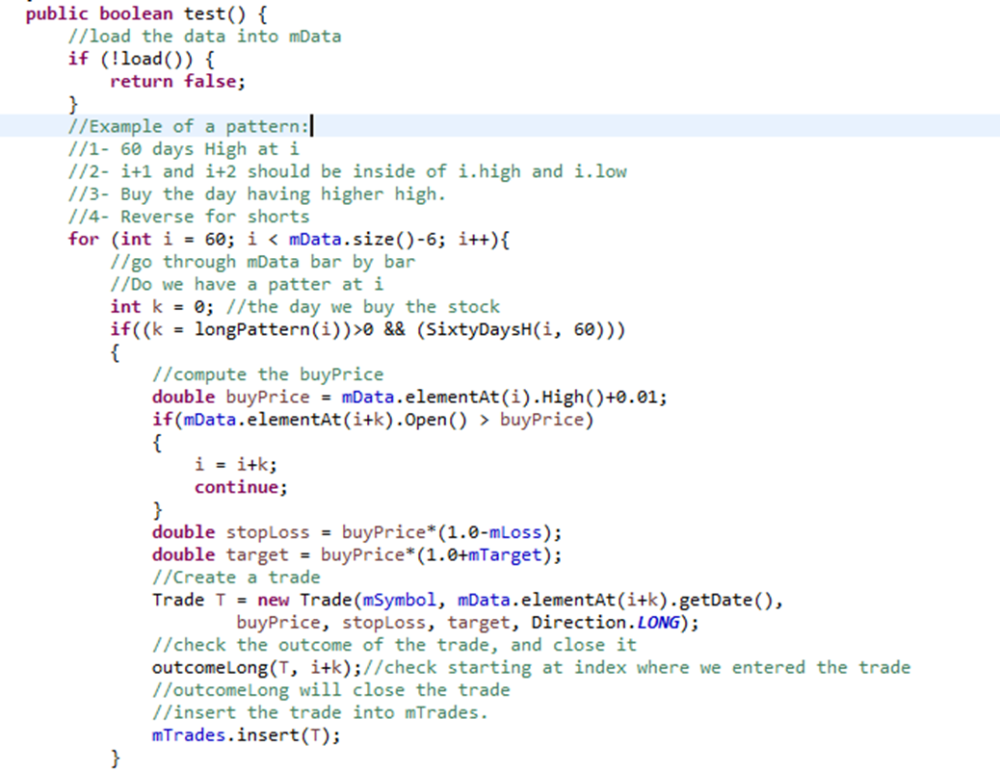 public boolean test() {
//load the data into mData
if (!load()) {
return false;
}
//Example of a pattern:
//1- 60 days High at i
//2- i+1 and i+2 should be inside of i.high and i.low
//3- Buy the day having higher high.
//4- Reverse for shorts
for (int i = 60; i < mData.size()-6; i++){
//go through mData bar by bar
//Do we have a patter at i
int k = 0; //the day we buy the stock
if((k = longPattern(i))>0 && (SixtyDaysH(i, 60)))
{
//compute the buyPrice
double buyPrice = mData.elementAt(i).High()+0.01;
if(mData.elementAt(i+k).Open() > buyPrice)
{
i = i+k;
continue;
}
double stopLoss = buyPrice*(1.0-mLoss);
double target = buyPrice*(1.0+mTarget);
//Create a trade
Trade T = new Trade(mSymbol, mData.elementAt(i+k).getDate(),
buyPrice, stopLoss, target, Direction.LONG);
//check the outcome of the trade, and close it
outcomeLong(T, i+k);//check starting at index where we entered the trade
//outcomeLong will close the trade
//insert the trade into mTrades.
mTrades.insert(T);
}